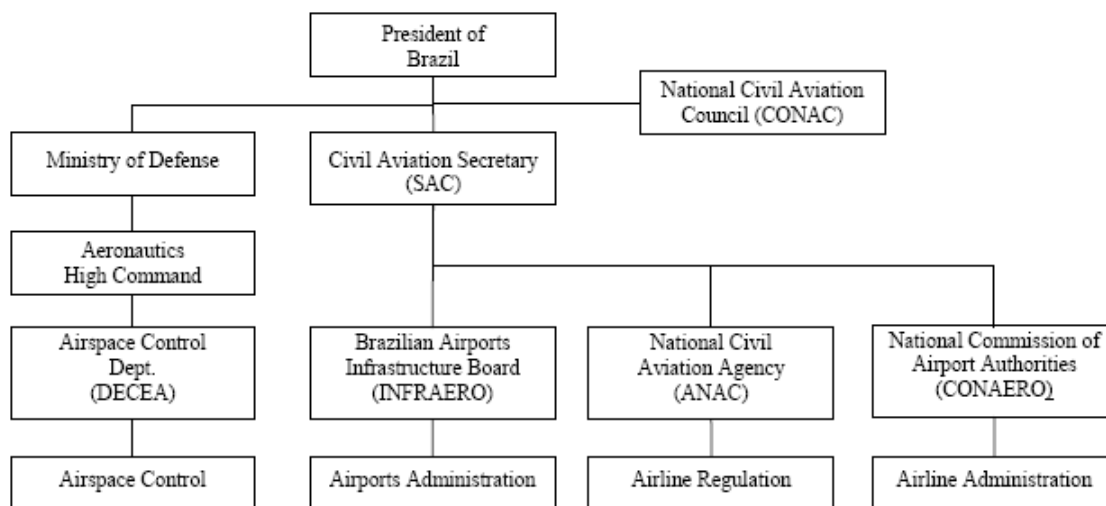 President of
Brazil
National Civil Aviation
Council (CONAC)
Ministry of Defense
Civil Aviation Secretary
(SAC)
Aeronautics
High Command
Airspace Control
Dept.
(DECEA)
Brazilian Airports
Infrastructure Board
(INFRAERO)
National Civil
Aviation Agency
(ANAC)
National Commission of
Airport Authorities
(CONAERO)
Airspace Control
Airports Administration
Airline Regulation
Airline Administration